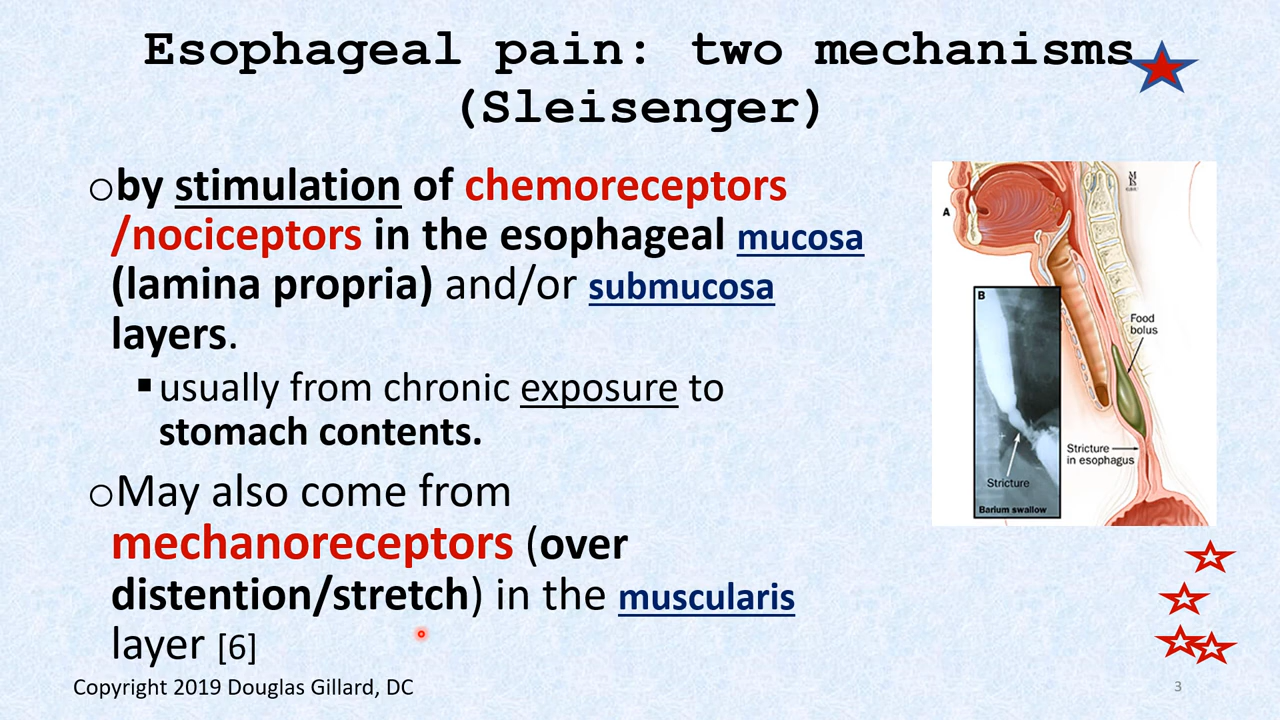 Esophageal pain: two mechanisms
(Sleisenger)
by stimulation of chemoreceptors
/nociceptors in the esophageal mucosa
(lamina propria) and/or submucosa
layers.
usually from chronic exposure to
stomach contents.
May also come from
mechanoreceptors (over
distention/stretch) in the muscularis
layer [6]
A
B
Food
bolus
Stricture
in esophagus
Stricture
Barium swallow
Copyright 2019 Douglas Gillard, DC
3